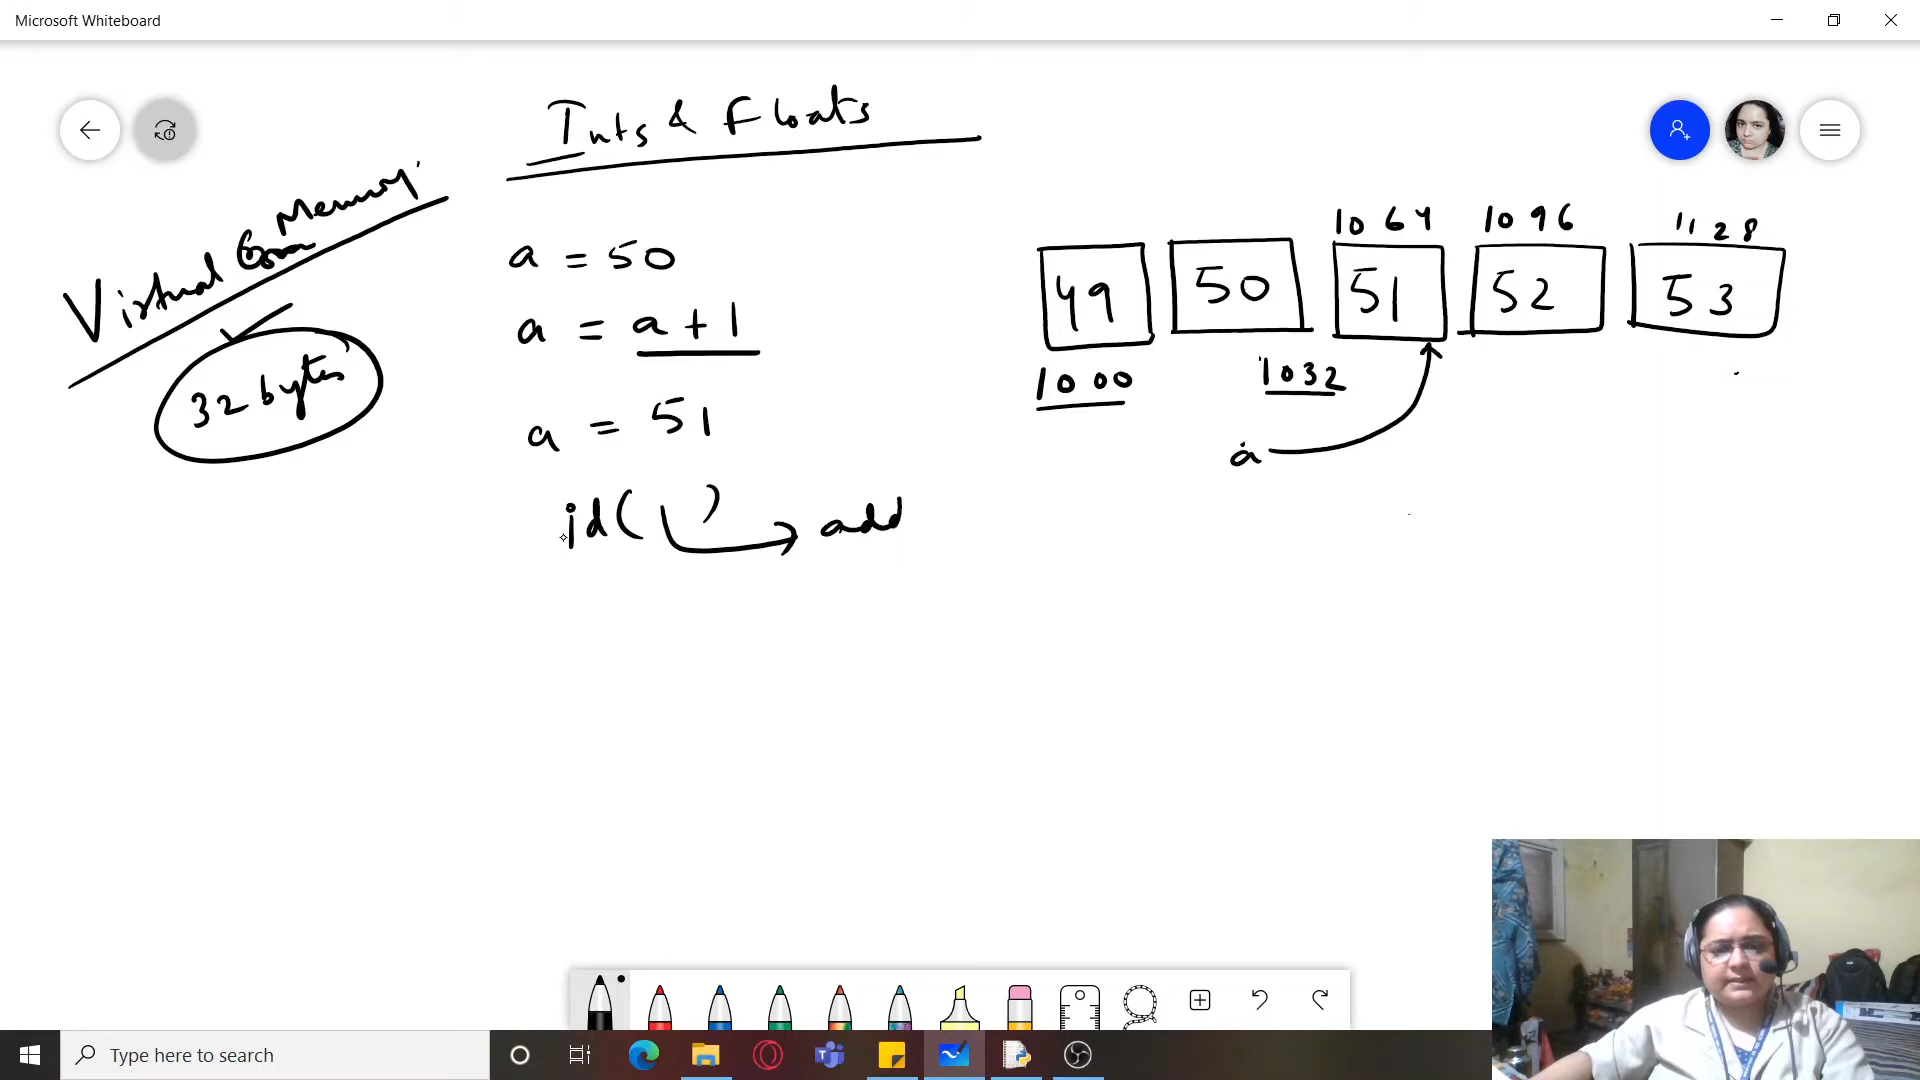 Microsoft Whiteboard
Ints & Floats
Virtual Memory
32 bytes
a = 50
a = a + 1
a = 51
id( ) add
1064 1096 1128
49 50 51 52 53
1000 1032
a
Type here to search